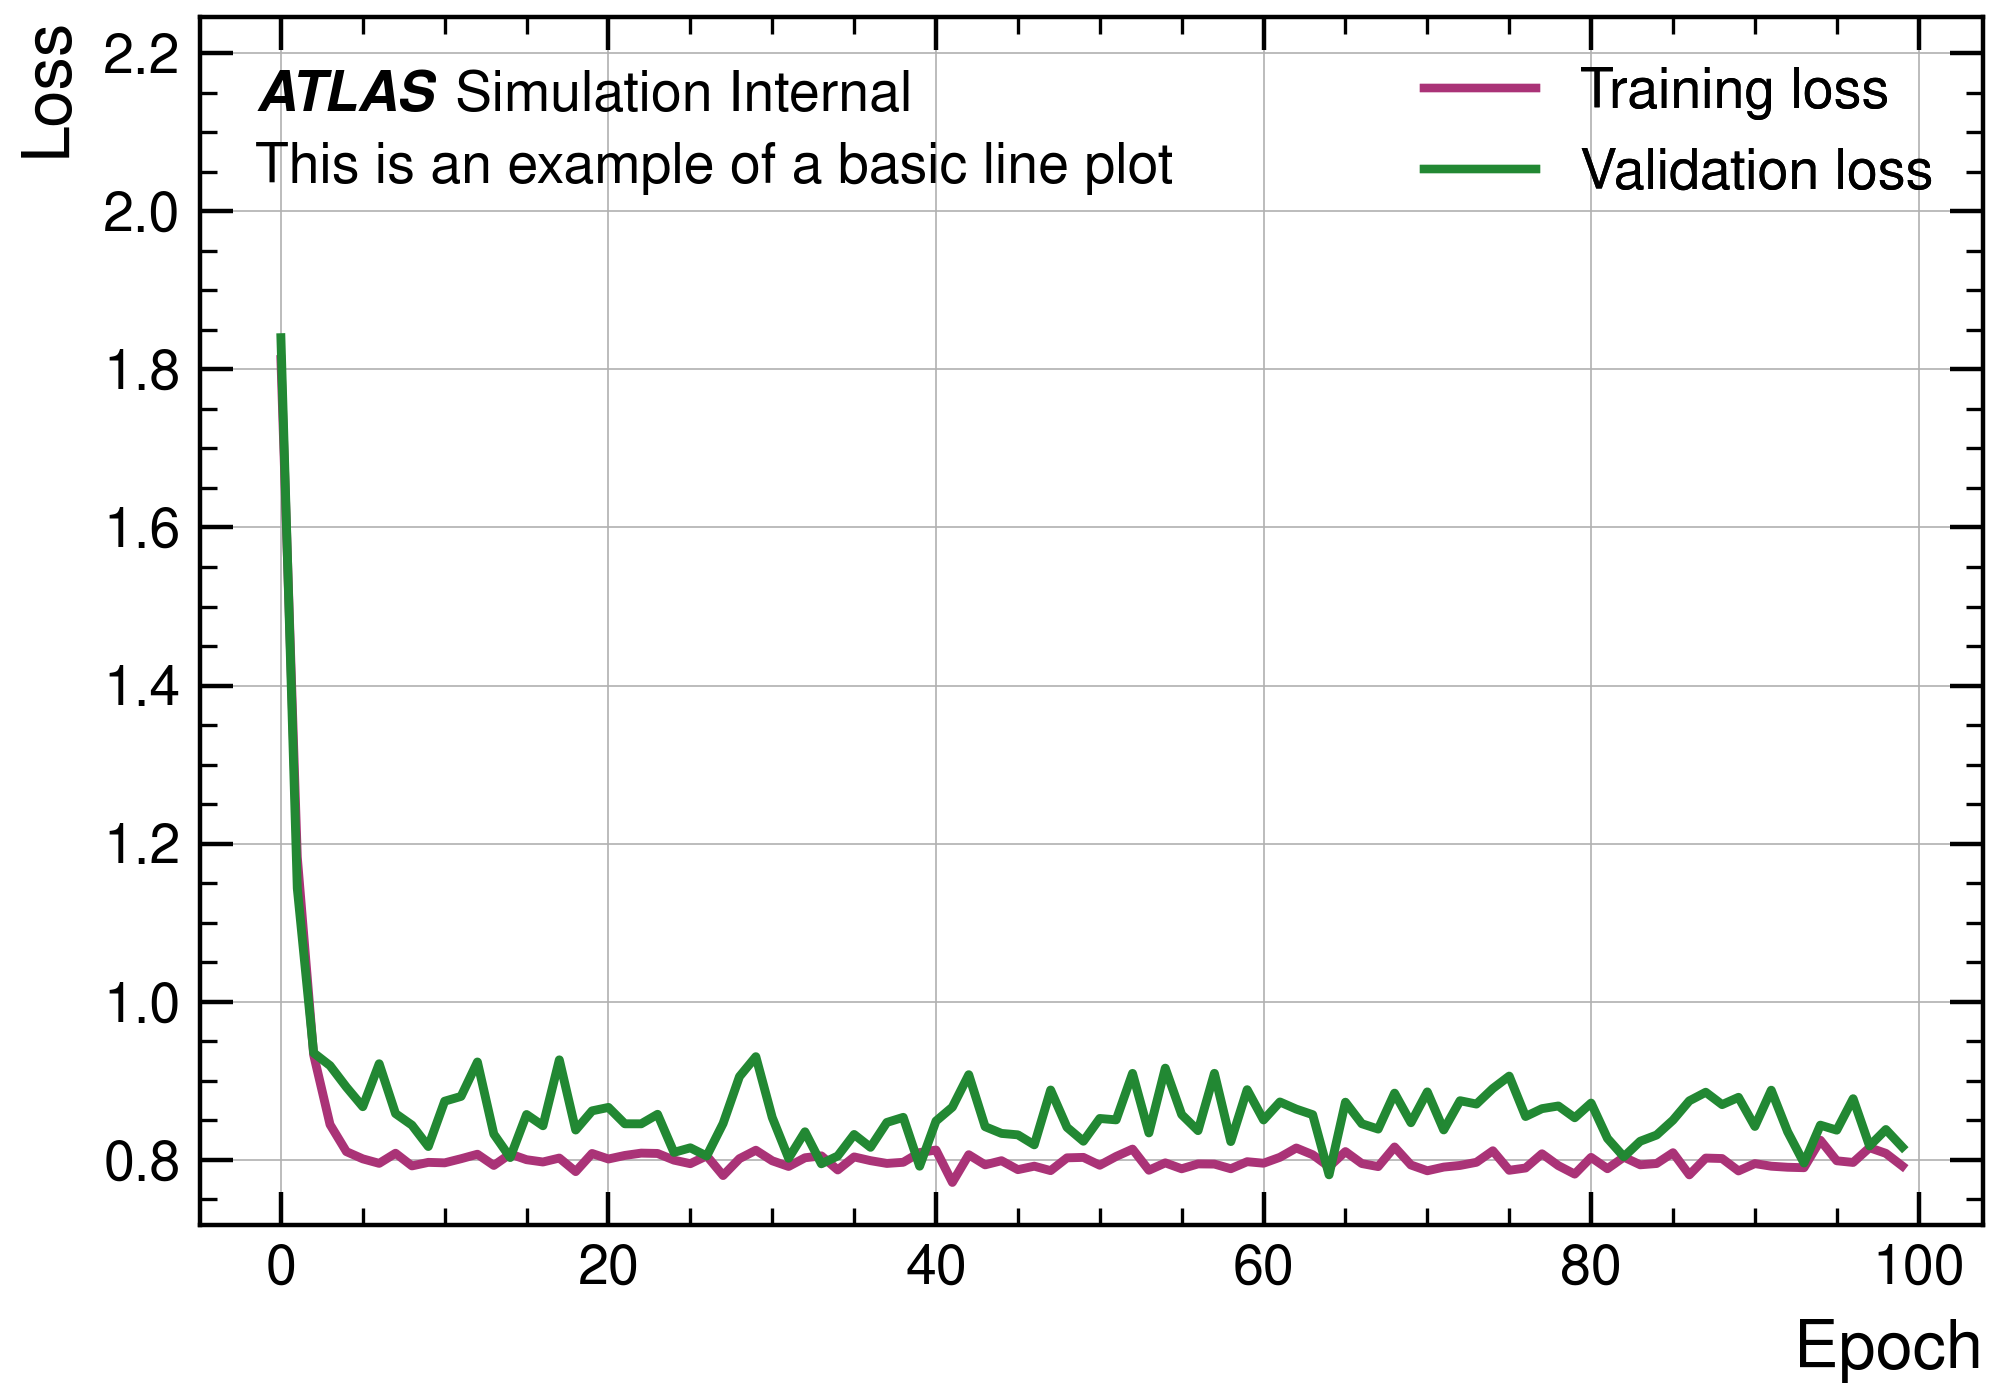 Loss
2.2
2.0
1.8
1.6
1.4
1.2
1.0
0.8
ATLAS Simulation Internal
This is an example of a basic line plot
Training loss
Validation loss
0 20 40 60 80 100
Epoch